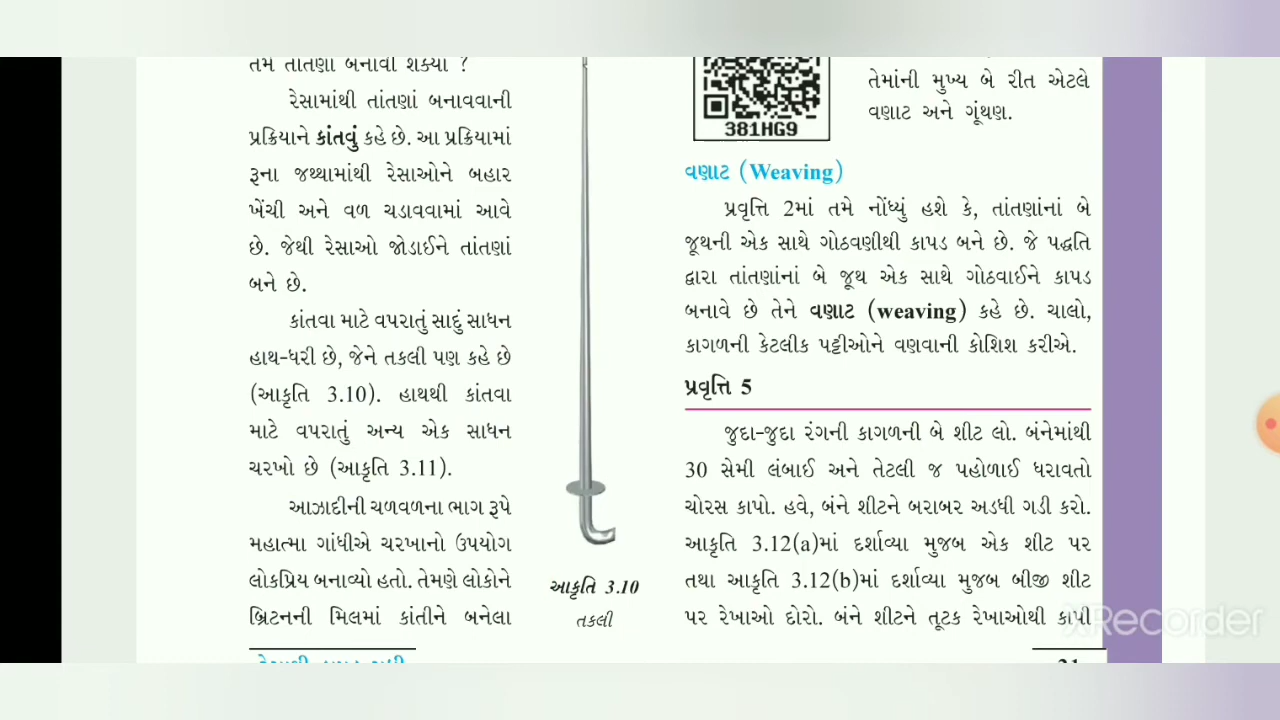 તમે તાંતણા બનાવી શક્યા ?
રેસામાંથી તાંતણાં બનાવવાની
પ્રક્રિયાને કાંતવું કહે છે. આ પ્રક્રિયામાં
રૂના જથ્થામાંથી રેસાઓને બહાર
ખેંચી અને વળ ચડાવવામાં આવે
છે. જેથી રેસાઓ જોડાઈને તાંતણાં
બને છે.
કાંતવા માટે વપરાતું સાદું સાધન
હાથ-ધરી છે, જેને તકલી પણ કહે છે
(આકૃતિ 3.10). હાથથી કાંતવા
માટે વપરાતું અન્ય એક સાધન
ચરખો છે (આકૃતિ 3.11).
આઝાદીની ચળવળના ભાગ રૂપે
મહાત્મા ગાંધીએ ચરખાનો ઉપયોગ
લોકપ્રિય બનાવ્યો હતો. તેમણે લોકોને
બ્રિટનની મિલમાં કાંતીને બનેલા
આકૃતિ 3.10
તકલી
381HG9
તેમાંની મુખ્ય બે રીત એટલે
વણાટ અને ગૂંથણ.
વણાટ (Weaving)
પ્રવૃત્તિ 2માં તમે નોંધ્યું હશે કે, તાંતણાંનાં બે
જૂથની એક સાથે ગોઠવણીથી કાપડ બને છે. જે પદ્ધતિ
દ્વારા તાંતણાંનાં બે જૂથ એક સાથે ગોઠવાઈને કાપડ
બનાવે છે તેને વણાટ (weaving) કહે છે. ચાલો,
કાગળની કેટલીક પટ્ટીઓને વણવાની કોશિશ કરીએ.
પ્રવૃત્તિ 5
જુદા-જુદા રંગની કાગળની બે શીટ લો. બંનેમાંથી
30 સેમી લંબાઈ અને તેટલી જ પહોળાઈ ધરાવતો
ચોરસ કાપો. હવે, બંને શીટને બરાબર અડધી ગડી કરો.
આકૃતિ 3.12(a)માં દર્શાવ્યા મુજબ એક શીટ પર
તથા આકૃતિ 3.12(b)માં દર્શાવ્યા મુજબ બીજી શીટ
પર રેખાઓ દોરો. બંને શીટને તૂટક રેખાઓથી કાપી
XRecorder